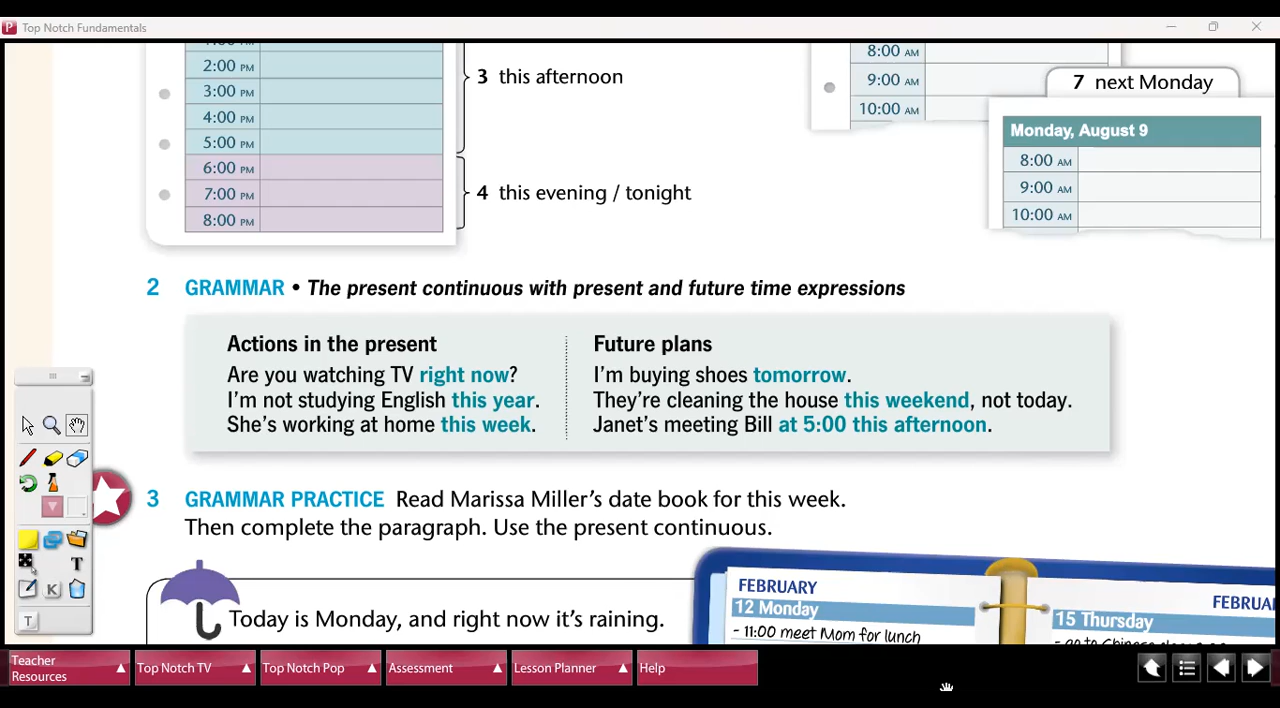 Top Notch Fundamentals
2:00 PM
3:00 PM
4:00 PM
5:00 PM
6:00 PM
7:00 PM
8:00 PM
3 this afternoon
4 this evening / tonight
8:00 AM
9:00 AM
10:00 AM
7 next Monday
Monday, August 9
8:00 AM
9:00 AM
10:00 AM
2 GRAMMAR • The present continuous with present and future time expressions
Actions in the present
Are you watching TV right now?
I'm not studying English this year.
She's working at home this week.
Future plans
I'm buying shoes tomorrow.
They're cleaning the house this weekend, not today.
Janet's meeting Bill at 5:00 this afternoon.
3 GRAMMAR PRACTICE Read Marissa Miller's date book for this week.
Then complete the paragraph. Use the present continuous.
Today is Monday, and right now it's raining.
FEBRUARY
12 Monday
- 11:00 meet Mom for lunch
15 Thursday
T
K
T
Teacher
Resources
Top Notch TV
Top Notch Pop
Assessment
Lesson Planner
Help